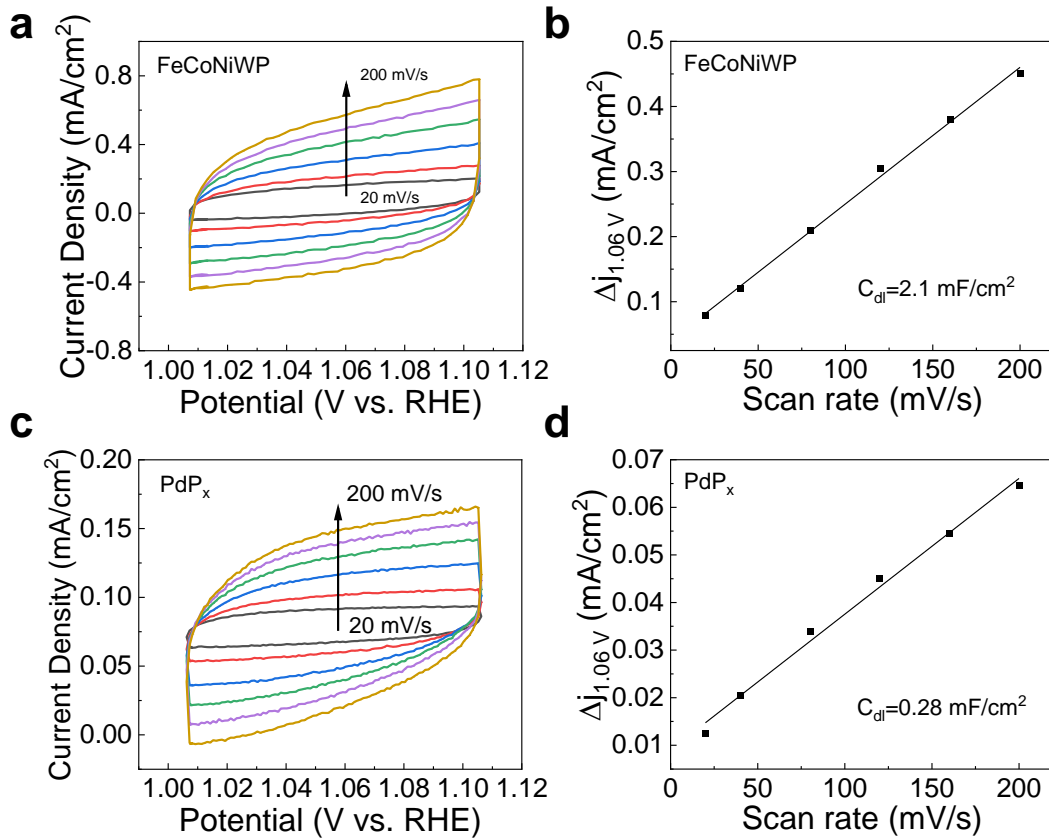 a
FeCoNiWP
200 mV/s
20 mV/s
0.8
0.4
0.0
-0.4
-0.8
Current Density (mA/cm²)
1.00 1.02 1.04 1.06 1.08 1.10 1.12
Potential (V vs. RHE)
b
FeCoNiWP
0.5
0.4
0.3
0.2
0.1
Δj1.06 V (mA/cm²)
Cdl=2.1 mF/cm²
0 50 100 150 200
Scan rate (mV/s)
c
PdPx
200 mV/s
20 mV/s
0.20
0.15
0.10
0.05
0.00
Current Density (mA/cm²)
1.00 1.02 1.04 1.06 1.08 1.10 1.12
Potential (V vs. RHE)
d
PdPx
0.07
0.06
0.05
0.04
0.03
0.02
0.01
Δj1.06 V (mA/cm²)
Cdl=0.28 mF/cm²
0 50 100 150 200
Scan rate (mV/s)